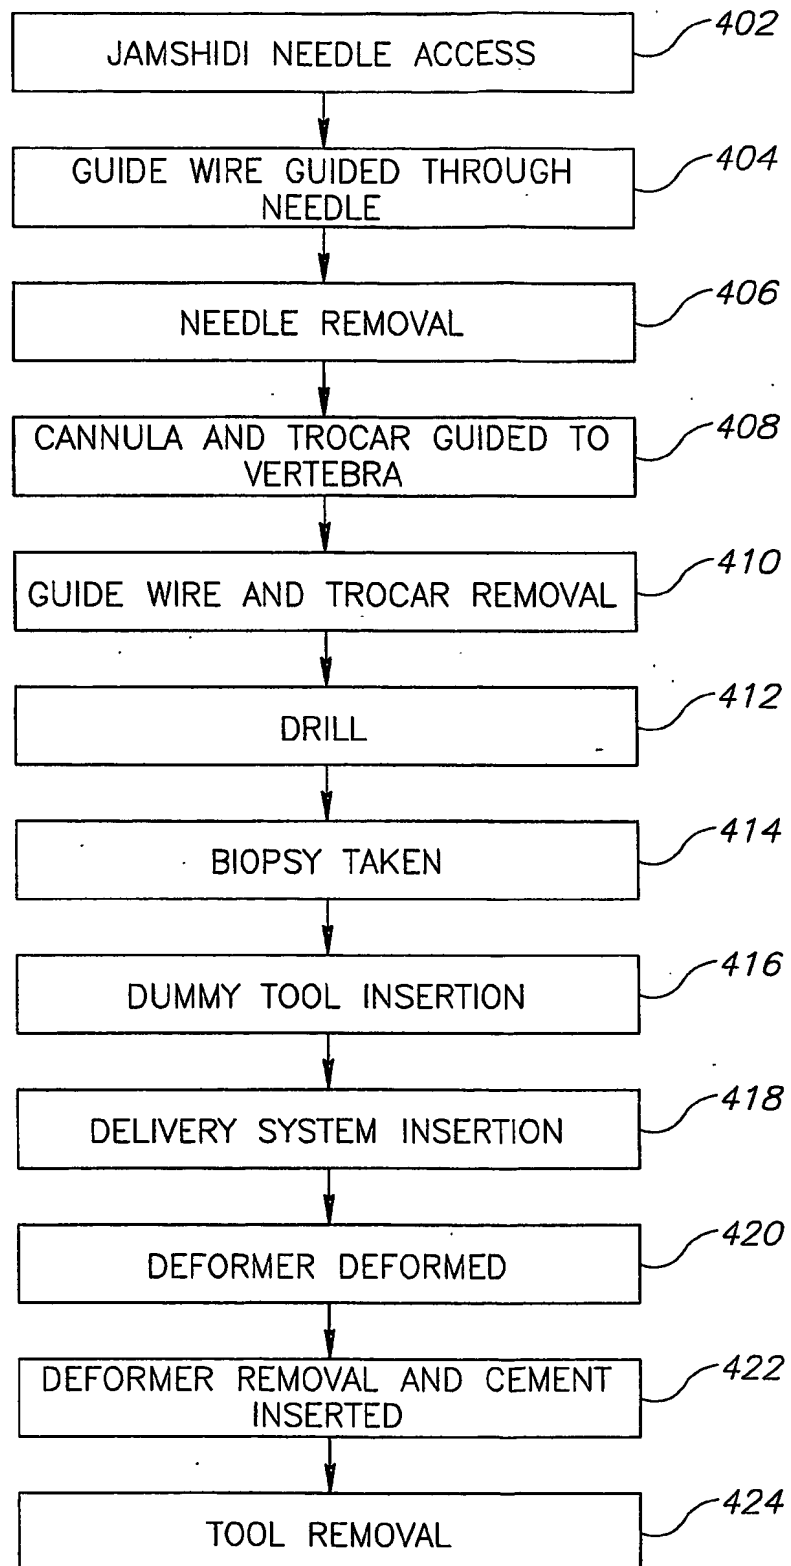 402
JAMSHIDI NEEDLE ACCESS
404
GUIDE WIRE GUIDED THROUGH
NEEDLE
406
NEEDLE REMOVAL
408
CANNULA AND TROCAR GUIDED TO
VERTEBRA
410
GUIDE WIRE AND TROCAR REMOVAL
412
DRILL
414
BIOPSY TAKEN
416
DUMMY TOOL INSERTION
418
DELIVERY SYSTEM INSERTION
420
DEFORMER DEFORMED
422
DEFORMER REMOVAL AND CEMENT
INSERTED
424
TOOL REMOVAL